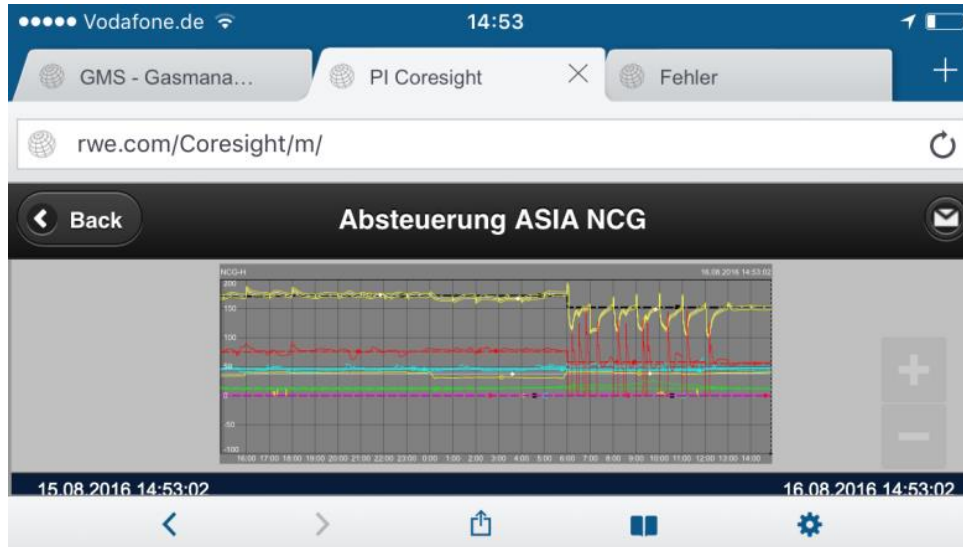 Vodafone.de 14:53
GMS - Gasmana... PI Coresight Fehler
rwe.com/Coresight/m/
Back Absteuerung ASIA NCG
NCG-H 16.08.2016 14:53:02
200
150
100
50
0
-50
-100
16:00 17:00 18:00 19:00 20:00 21:00 22:00 23:00 0:00 1:00 2:00 3:00 4:00 5:00 6:00 7:00 8:00 9:00 10:00 11:00 12:00 13:00 14:00
15.08.2016 14:53:02 16.08.2016 14:53:02